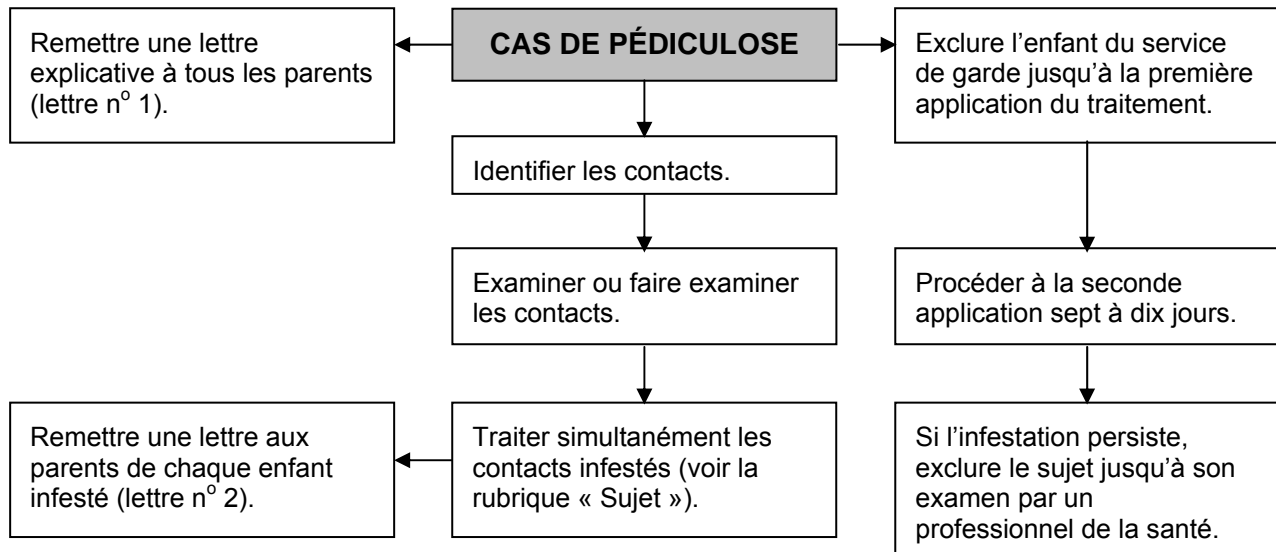 Remettre une lettre
explicative à tous les parents
(lettre nº 1).
CAS DE PÉDICULOSE
Exclure l’enfant du service
de garde jusqu’à la première
application du traitement.
Identifier les contacts.
Examiner ou faire examiner
les contacts.
Procéder à la seconde
application sept à dix jours.
Remettre une lettre aux
parents de chaque enfant
infesté (lettre nº 2).
Traiter simultanément les
contacts infestés (voir la
rubrique « Sujet »).
Si l’infestation persiste,
exclure le sujet jusqu’à son
examen par un
professionnel de la santé.